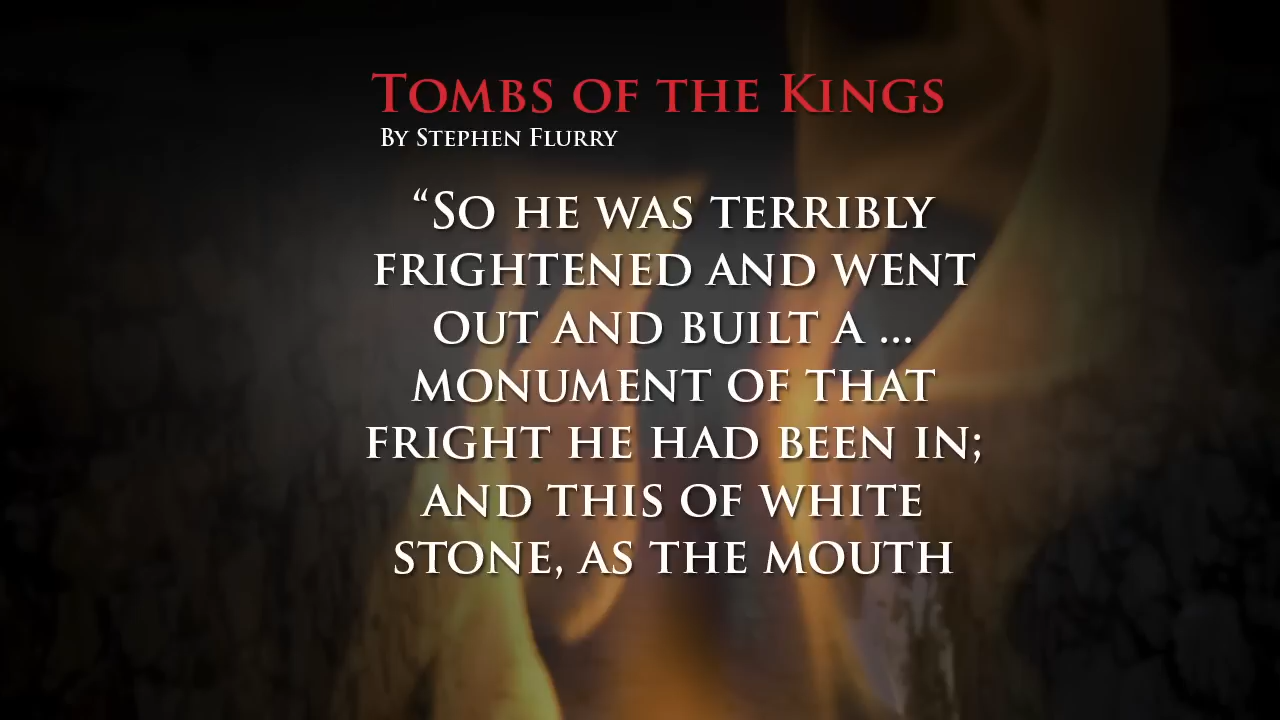 Tombs of the Kings
By Stephen Flurry
“So he was terribly
frightened and went
out and built a ...
monument of that
fright he had been in;
and this of white
stone, as the mouth